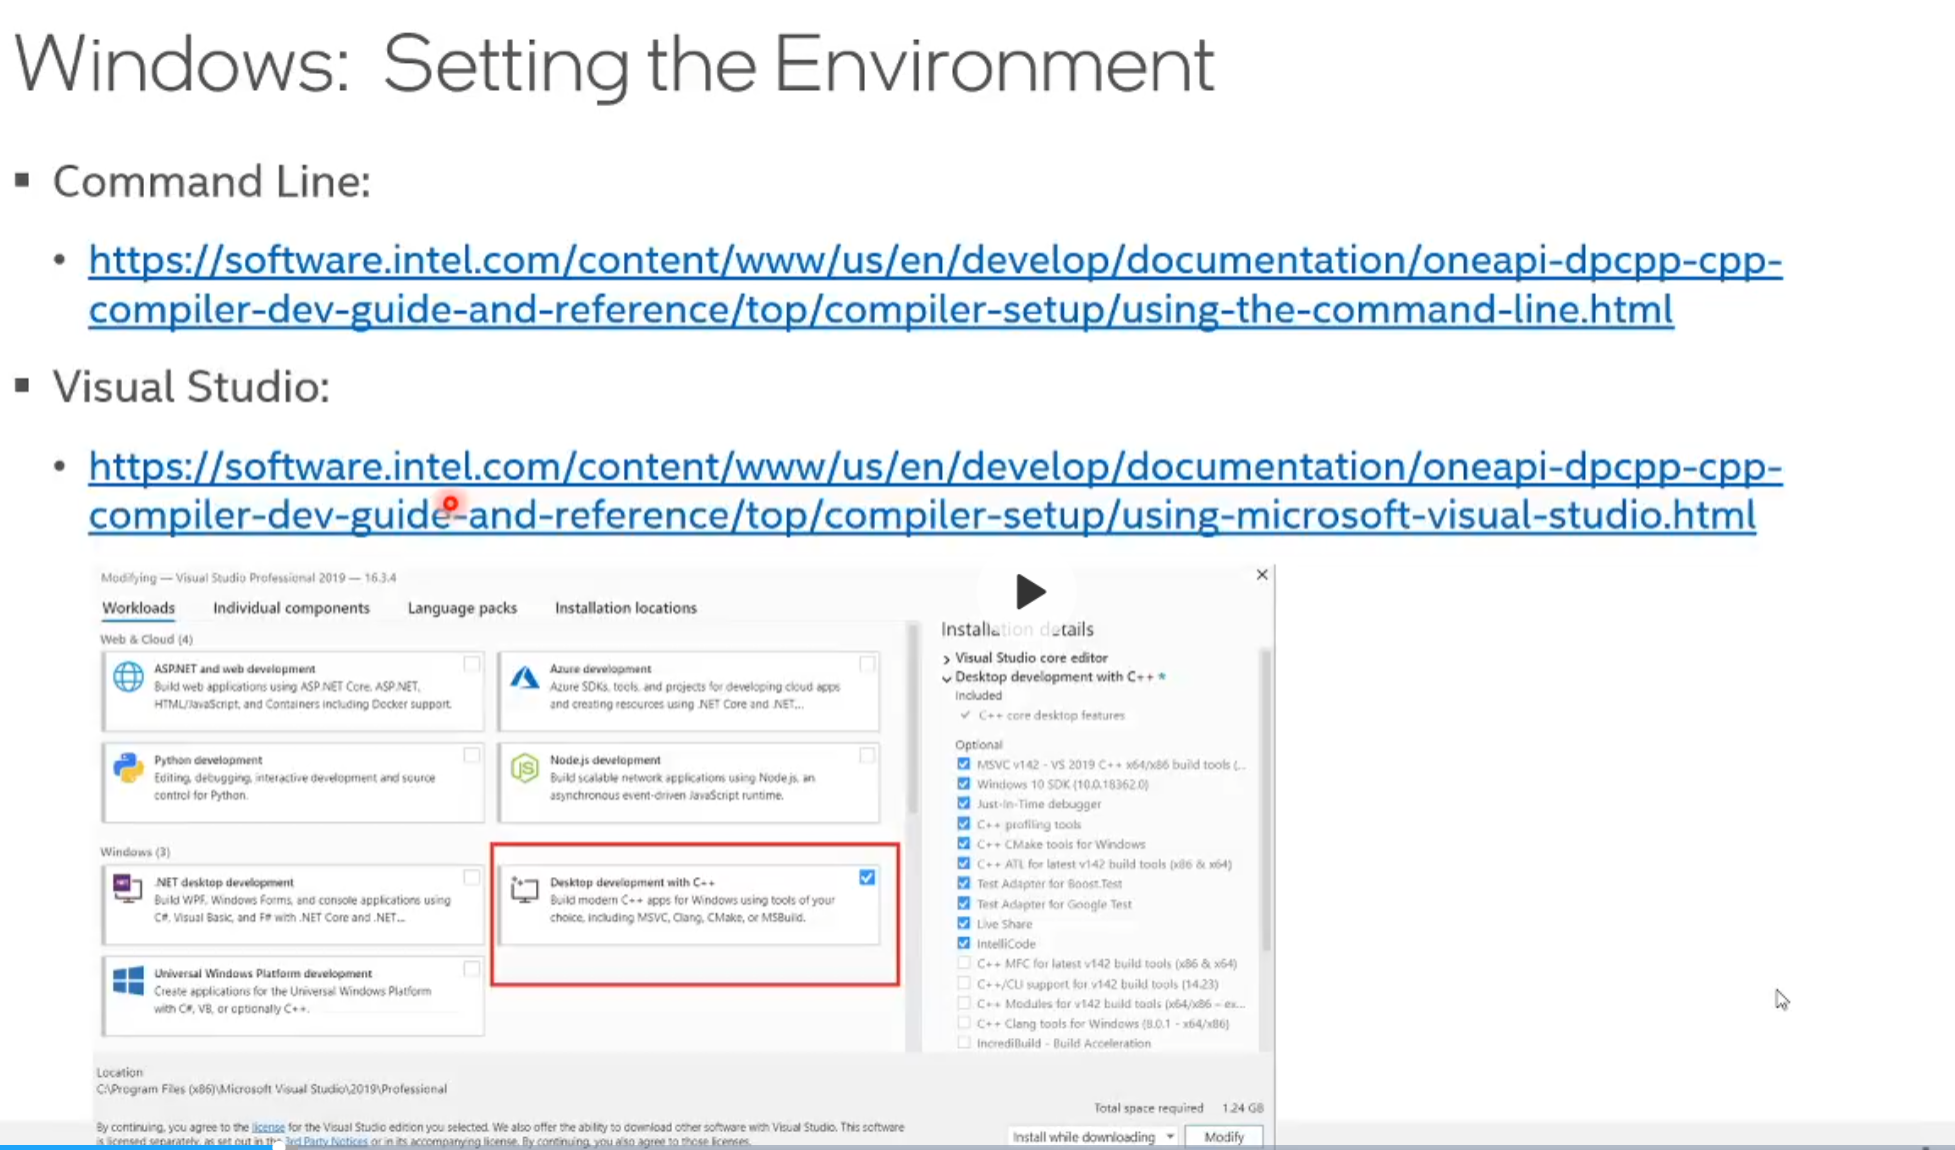 Windows: Setting the Environment
▪ Command Line:
• https://software.intel.com/content/www/us/en/develop/documentation/oneapi-dpcpp-cpp-
compiler-dev-guide-and-reference/top/compiler-setup/using-the-command-line.html
▪ Visual Studio:
• https://software.intel.com/content/www/us/en/develop/documentation/oneapi-dpcpp-cpp-
compiler-dev-guide-and-reference/top/compiler-setup/using-microsoft-visual-studio.html
Modifying — Visual Studio Professional 2019 — 16.3.4
Workloads Individual components Language packs Installation locations
Web & Cloud (4)
ASP.NET and web development
Build web applications using ASP.NET Core, ASP.NET,
HTML/JavaScript, and Containers including Docker support.
Azure development
Azure SDKs, tools, and projects for developing cloud apps
and creating resources using .NET Core and .NET...
Python development
Editing, debugging, interactive development and source
control for Python.
Node.js development
Build scalable network applications using Node.js, an
asynchronous event-driven JavaScript runtime.
Windows (3)
.NET desktop development
Build WPF, Windows Forms, and console applications using
C#, Visual Basic, and F# with .NET Core and .NET...
Desktop development with C++
Build modern C++ apps for Windows using tools of your
choice, including MSVC, Clang, CMake, or MSBuild.
Universal Windows Platform development
Create applications for the Universal Windows Platform
with C#, VB, or optionally C++.
Installation details
Visual Studio core editor
Desktop development with C++ *
Included
✓ C++ core desktop features
Optional
MSVC v142 - VS 2019 C++ x64/x86 build tools (...
Windows 10 SDK (10.0.18362.0)
Just-In-Time debugger
C++ profiling tools
C++ CMake tools for Windows
C++ ATL for latest v142 build tools (x86 & x64)
Test Adapter for Boost.Test
Test Adapter for Google Test
Live Share
IntelliCode
C++ MFC for latest v142 build tools (x86 & x64)
C++/CLI support for v142 build tools (14.23)
C++ Modules for v142 build tools (x64/x86 – ex...
C++ Clang tools for Windows (8.0.1 - x64/x86)
IncrediBuild - Build Acceleration
Location
C:\Program Files (x86)\Microsoft Visual Studio\2019\Professional
Total space required 1.24 GB
By continuing, you agree to the license for the Visual Studio edition you selected. We also offer the ability to download other software with Visual Studio. This software
is licensed separately, as set out in the 3rd Party Notices or in its accompanying license. By continuing, you also agree to those licenses.
Install while downloading Modify